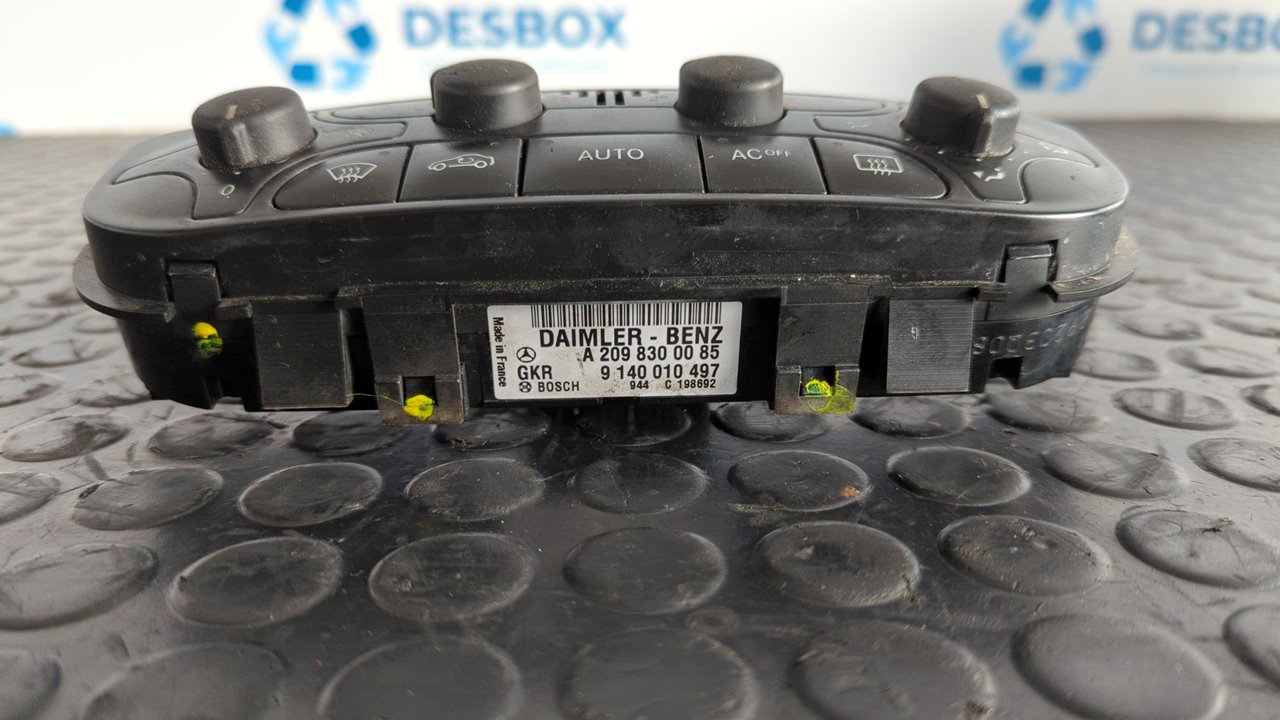 DESBOX
DESBO
AUTO
AC OFF
O
Made in France
DAIMLER - BENZ
A 209 830 00 85
GKR 9 140 010 497
BOSCH 944 C 198692